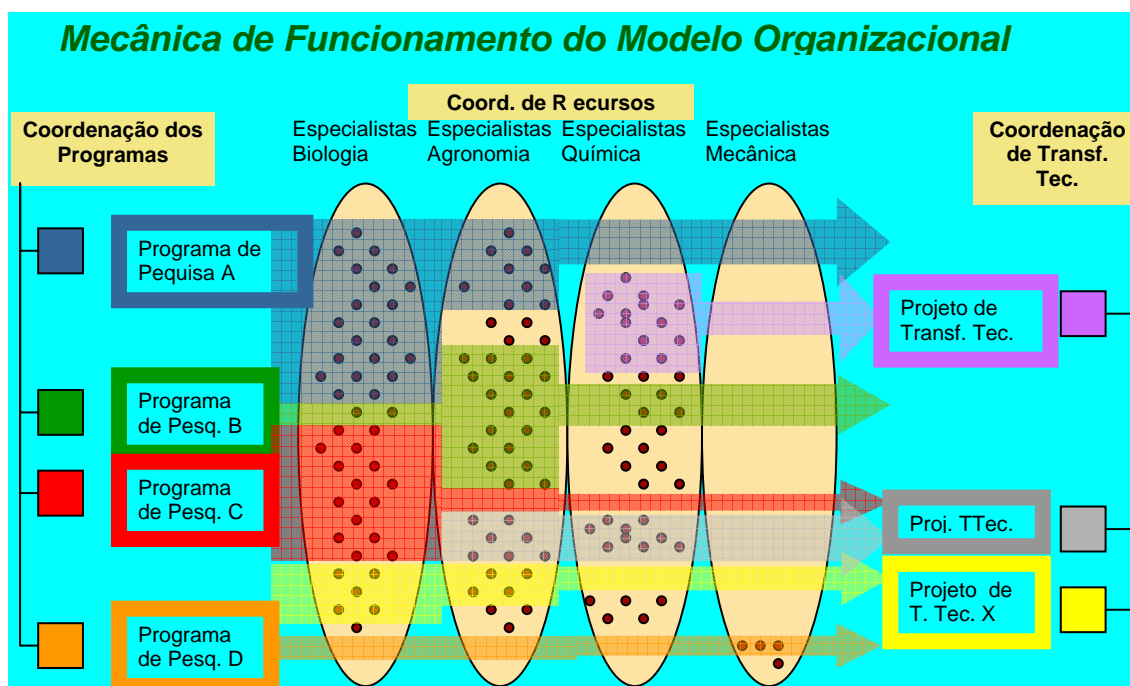 Mecânica de Funcionamento do Modelo Organizacional
Coord. de R ecursos
Coordenação dos
Programas
Especialistas
Biologia
Especialistas
Agronomia
Especialistas
Química
Especialistas
Mecânica
Coordenação
de Transf.
Tec.
Programa de
Pequisa A
Projeto de
Transf. Tec.
Programa
de Pesq. B
Programa
de Pesq. C
Proj. TTec.
Projeto de
T. Tec. X
Programa
de Pesq. D